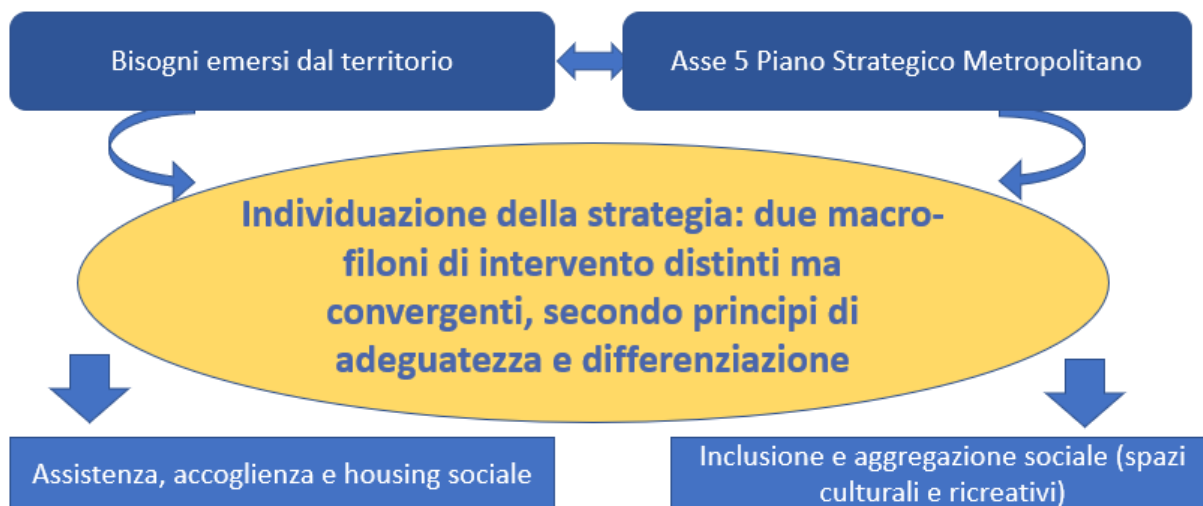 Bisogni emersi dal territorio
Asse 5 Piano Strategico Metropolitano
Individuazione della strategia: due macro-
filoni di intervento distinti ma
convergenti, secondo principi di
adeguatezza e differenziazione
Assistenza, accoglienza e housing sociale
Inclusione e aggregazione sociale (spazi
culturali e ricreativi)